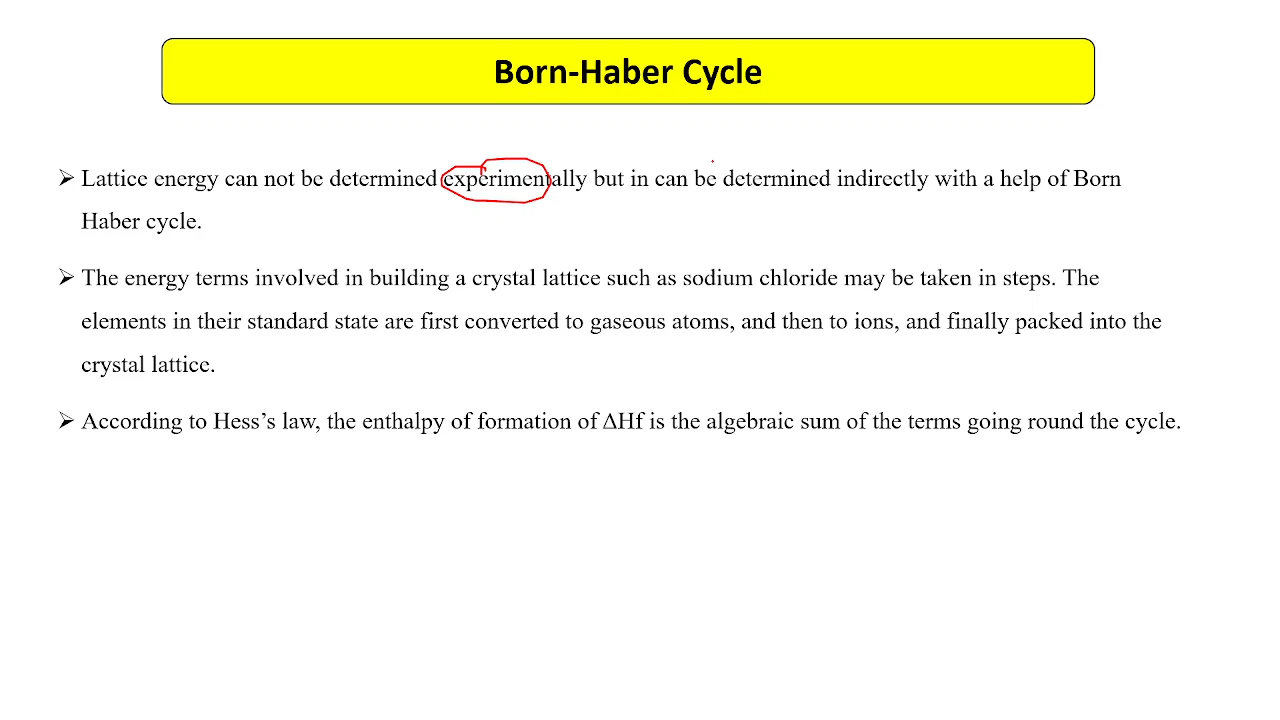 Born-Haber Cycle
➢ Lattice energy can not be determined experimentally but in can be determined indirectly with a help of Born
Haber cycle.
➢ The energy terms involved in building a crystal lattice such as sodium chloride may be taken in steps. The
elements in their standard state are first converted to gaseous atoms, and then to ions, and finally packed into the
crystal lattice.
➢ According to Hess’s law, the enthalpy of formation of ΔHf is the algebraic sum of the terms going round the cycle.